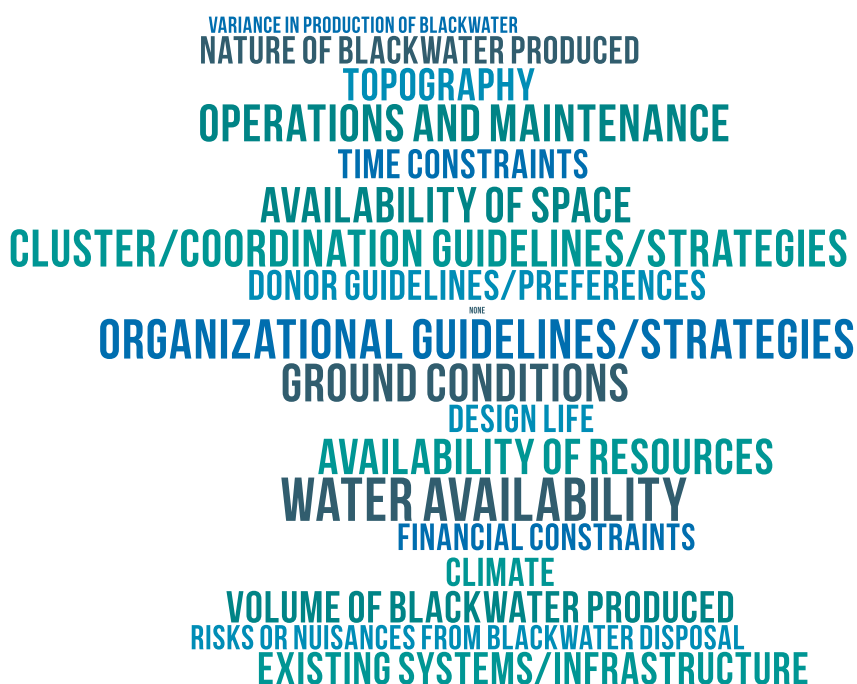 VARIANCE IN PRODUCTION OF BLACKWATER
NATURE OF BLACKWATER PRODUCED
TOPOGRAPHY
OPERATIONS AND MAINTENANCE
TIME CONSTRAINTS
AVAILABILITY OF SPACE
CLUSTER/COORDINATION GUIDELINES/STRATEGIES
DONOR GUIDELINES/PREFERENCES
NONE
ORGANIZATIONAL GUIDELINES/STRATEGIES
GROUND CONDITIONS
DESIGN LIFE
AVAILABILITY OF RESOURCES
WATER AVAILABILITY
FINANCIAL CONSTRAINTS
CLIMATE
VOLUME OF BLACKWATER PRODUCED
RISKS OR NUISANCES FROM BLACKWATER DISPOSAL
EXISTING SYSTEMS/INFRASTRUCTURE